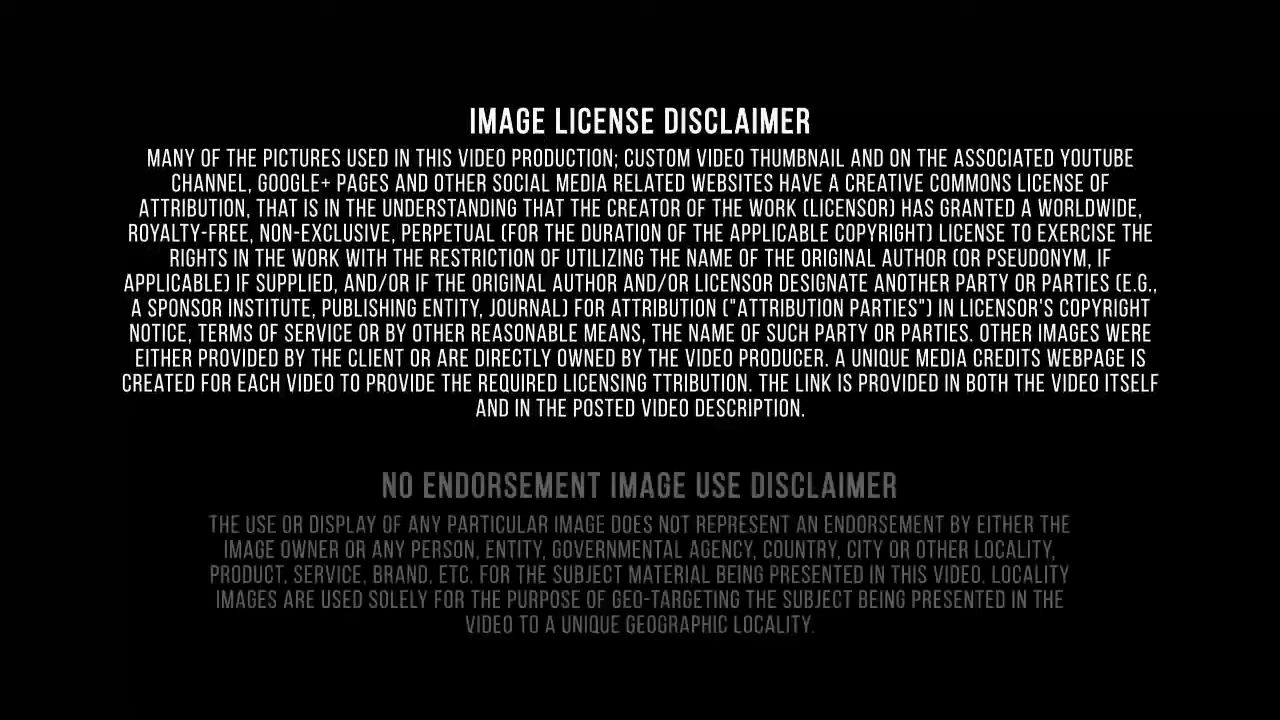 IMAGE LICENSE DISCLAIMER
MANY OF THE PICTURES USED IN THIS VIDEO PRODUCTION; CUSTOM VIDEO THUMBNAIL AND ON THE ASSOCIATED YOUTUBE
CHANNEL, GOOGLE+ PAGES AND OTHER SOCIAL MEDIA RELATED WEBSITES HAVE A CREATIVE COMMONS LICENSE OF
ATTRIBUTION, THAT IS IN THE UNDERSTANDING THAT THE CREATOR OF THE WORK (LICENSOR) HAS GRANTED A WORLDWIDE,
ROYALTY-FREE, NON-EXCLUSIVE, PERPETUAL (FOR THE DURATION OF THE APPLICABLE COPYRIGHT) LICENSE TO EXERCISE THE
RIGHTS IN THE WORK WITH THE RESTRICTION OF UTILIZING THE NAME OF THE ORIGINAL AUTHOR (OR PSEUDONYM, IF
APPLICABLE) IF SUPPLIED, AND/OR IF THE ORIGINAL AUTHOR AND/OR LICENSOR DESIGNATE ANOTHER PARTY OR PARTIES (E.G.,
A SPONSOR INSTITUTE, PUBLISHING ENTITY, JOURNAL) FOR ATTRIBUTION ("ATTRIBUTION PARTIES") IN LICENSOR'S COPYRIGHT
NOTICE, TERMS OF SERVICE OR BY OTHER REASONABLE MEANS, THE NAME OF SUCH PARTY OR PARTIES. OTHER IMAGES WERE
EITHER PROVIDED BY THE CLIENT OR ARE DIRECTLY OWNED BY THE VIDEO PRODUCER. A UNIQUE MEDIA CREDITS WEBPAGE IS
CREATED FOR EACH VIDEO TO PROVIDE THE REQUIRED LICENSING TTRIBUTION. THE LINK IS PROVIDED IN BOTH THE VIDEO ITSELF
AND IN THE POSTED VIDEO DESCRIPTION.
NO ENDORSEMENT IMAGE USE DISCLAIMER
THE USE OR DISPLAY OF ANY PARTICULAR IMAGE DOES NOT REPRESENT AN ENDORSEMENT BY EITHER THE
IMAGE OWNER OR ANY PERSON, ENTITY, GOVERNMENTAL AGENCY, COUNTRY, CITY OR OTHER LOCALITY,
PRODUCT, SERVICE, BRAND, ETC. FOR THE SUBJECT MATERIAL BEING PRESENTED IN THIS VIDEO. LOCALITY
IMAGES ARE USED SOLELY FOR THE PURPOSE OF GEO-TARGETING THE SUBJECT BEING PRESENTED IN THE
VIDEO TO A UNIQUE GEOGRAPHIC LOCALITY.